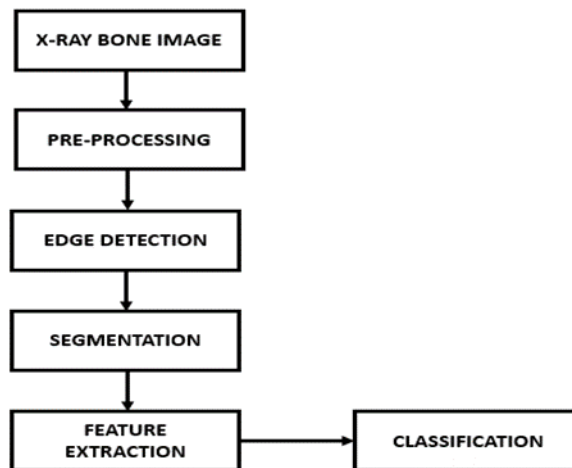 X-RAY BONE IMAGE
PRE-PROCESSING
EDGE DETECTION
SEGMENTATION
FEATURE
EXTRACTION
CLASSIFICATION